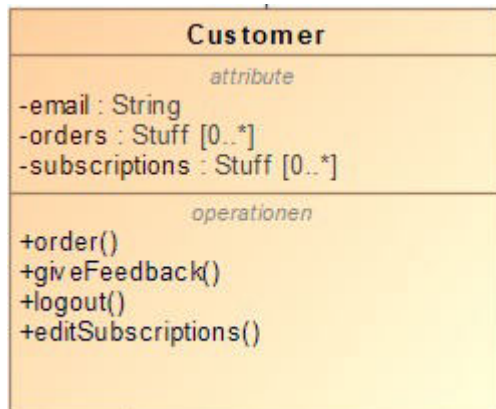 Customer
attribute
-email : String
-orders : Stuff [0..*]
-subscriptions : Stuff [0..*]
operationen
+order()
+giveFeedback()
+logout()
+editSubscriptions()